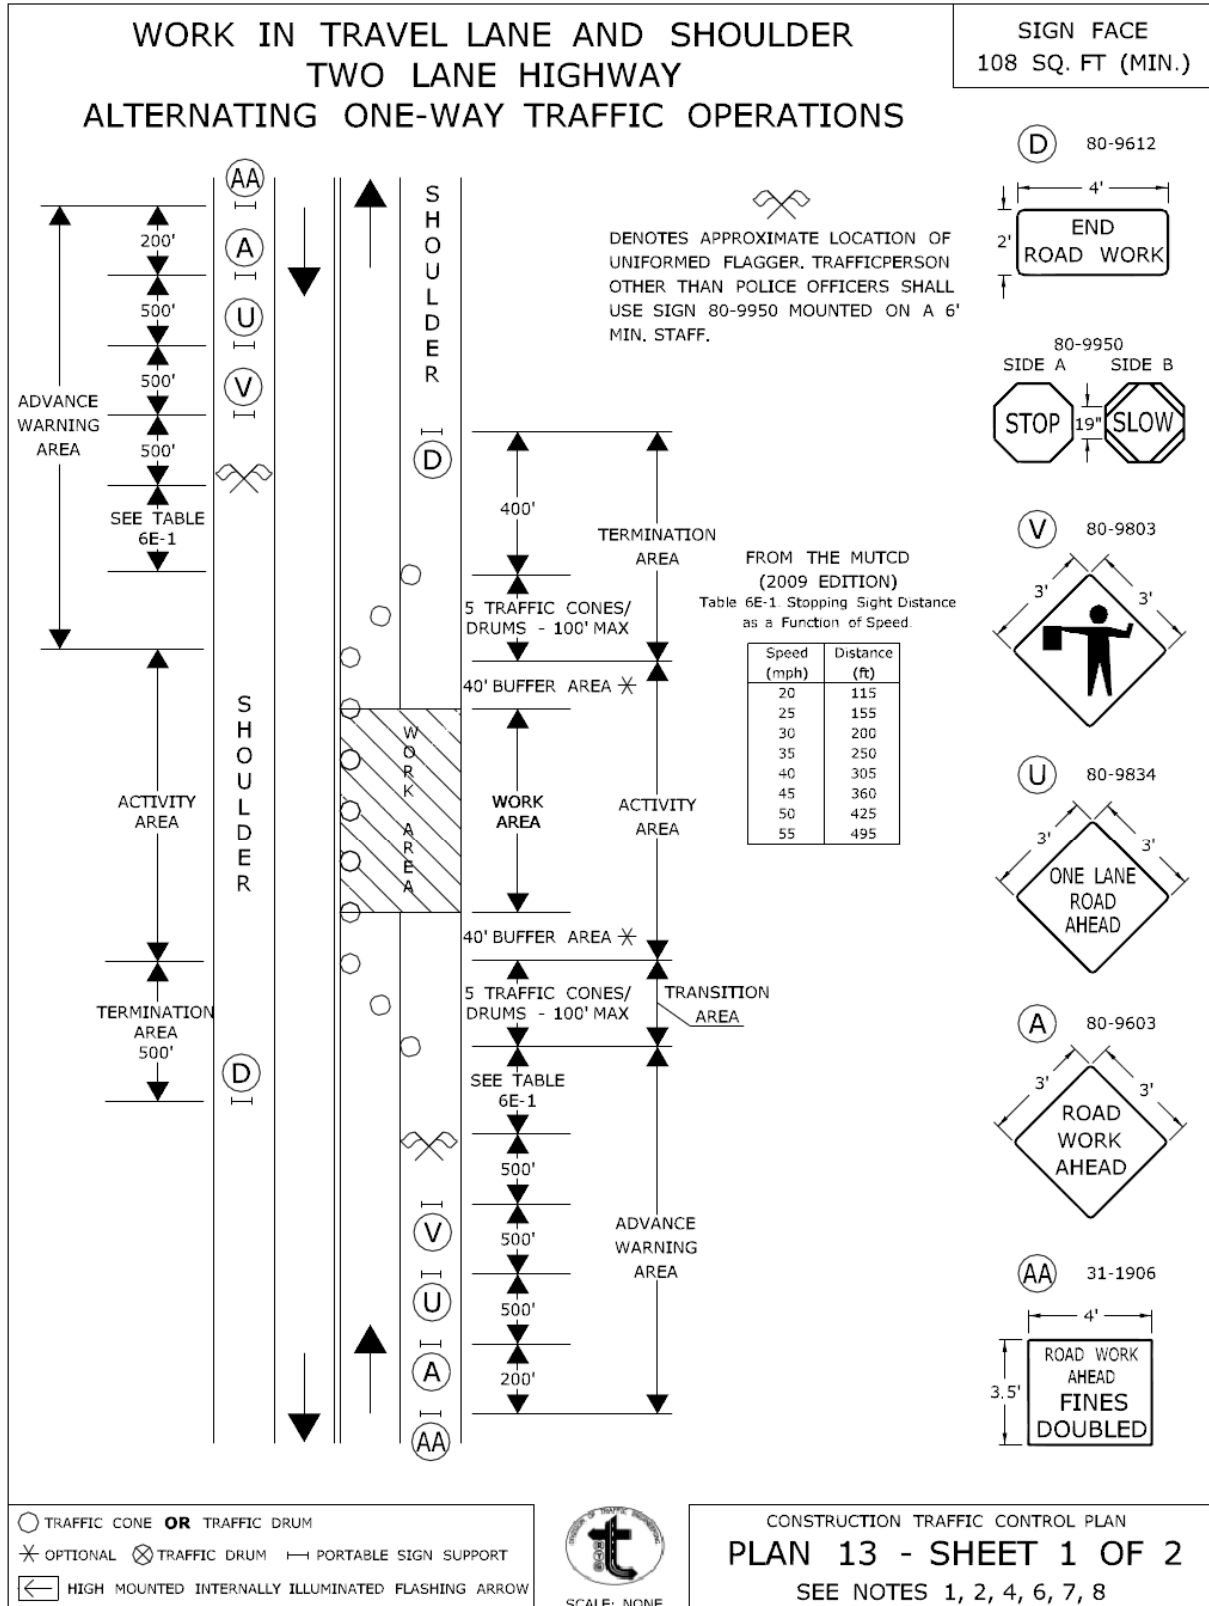 WORK IN TRAVEL LANE AND SHOULDER
TWO LANE HIGHWAY
ALTERNATING ONE-WAY TRAFFIC OPERATIONS
SIGN FACE
108 SQ. FT (MIN.)
AA
200'
A
500'
U
500'
V
500'
ADVANCE
WARNING
AREA
SEE TABLE
6E-1
SHOULDER
ACTIVITY
AREA
TERMINATION
AREA
500'
D
SHOULDER
D
400'
TERMINATION
AREA
5 TRAFFIC CONES/
DRUMS - 100' MAX
40' BUFFER AREA *
WORK AREA
WORK
AREA
ACTIVITY
AREA
40' BUFFER AREA *
5 TRAFFIC CONES/
DRUMS - 100' MAX
TRANSITION
AREA
SEE TABLE
6E-1
500'
V
500'
U
500'
A
200'
AA
ADVANCE
WARNING
AREA
DENOTES APPROXIMATE LOCATION OF
UNIFORMED FLAGGER. TRAFFICPERSON
OTHER THAN POLICE OFFICERS SHALL
USE SIGN 80-9950 MOUNTED ON A 6'
MIN. STAFF.
FROM THE MUTCD
(2009 EDITION)
Table 6E-1. Stopping Sight Distance
as a Function of Speed.
Speed Distance
(mph) (ft)
20 115
25 155
30 200
35 250
40 305
45 360
50 425
55 495
D 80-9612
4'
2'
END
ROAD WORK
80-9950
SIDE A SIDE B
STOP 19" SLOW
V 80-9803
3' 3'
U 80-9834
3' 3'
ONE LANE
ROAD
AHEAD
A 80-9603
3' 3'
ROAD
WORK
AHEAD
AA 31-1906
4'
3.5'
ROAD WORK
AHEAD
FINES
DOUBLED
TRAFFIC CONE OR TRAFFIC DRUM
* OPTIONAL TRAFFIC DRUM PORTABLE SIGN SUPPORT
HIGH MOUNTED INTERNALLY ILLUMINATED FLASHING ARROW
DIVISION OF TRAFFIC ENGINEERING
SCALE: NONE
CONSTRUCTION TRAFFIC CONTROL PLAN
PLAN 13 - SHEET 1 OF 2
SEE NOTES 1, 2, 4, 6, 7, 8